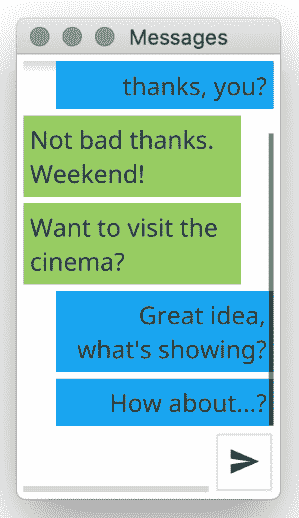 Messages
thanks, you?
Not bad thanks.
Weekend!
Want to visit the
cinema?
Great idea,
what's showing?
How about...?